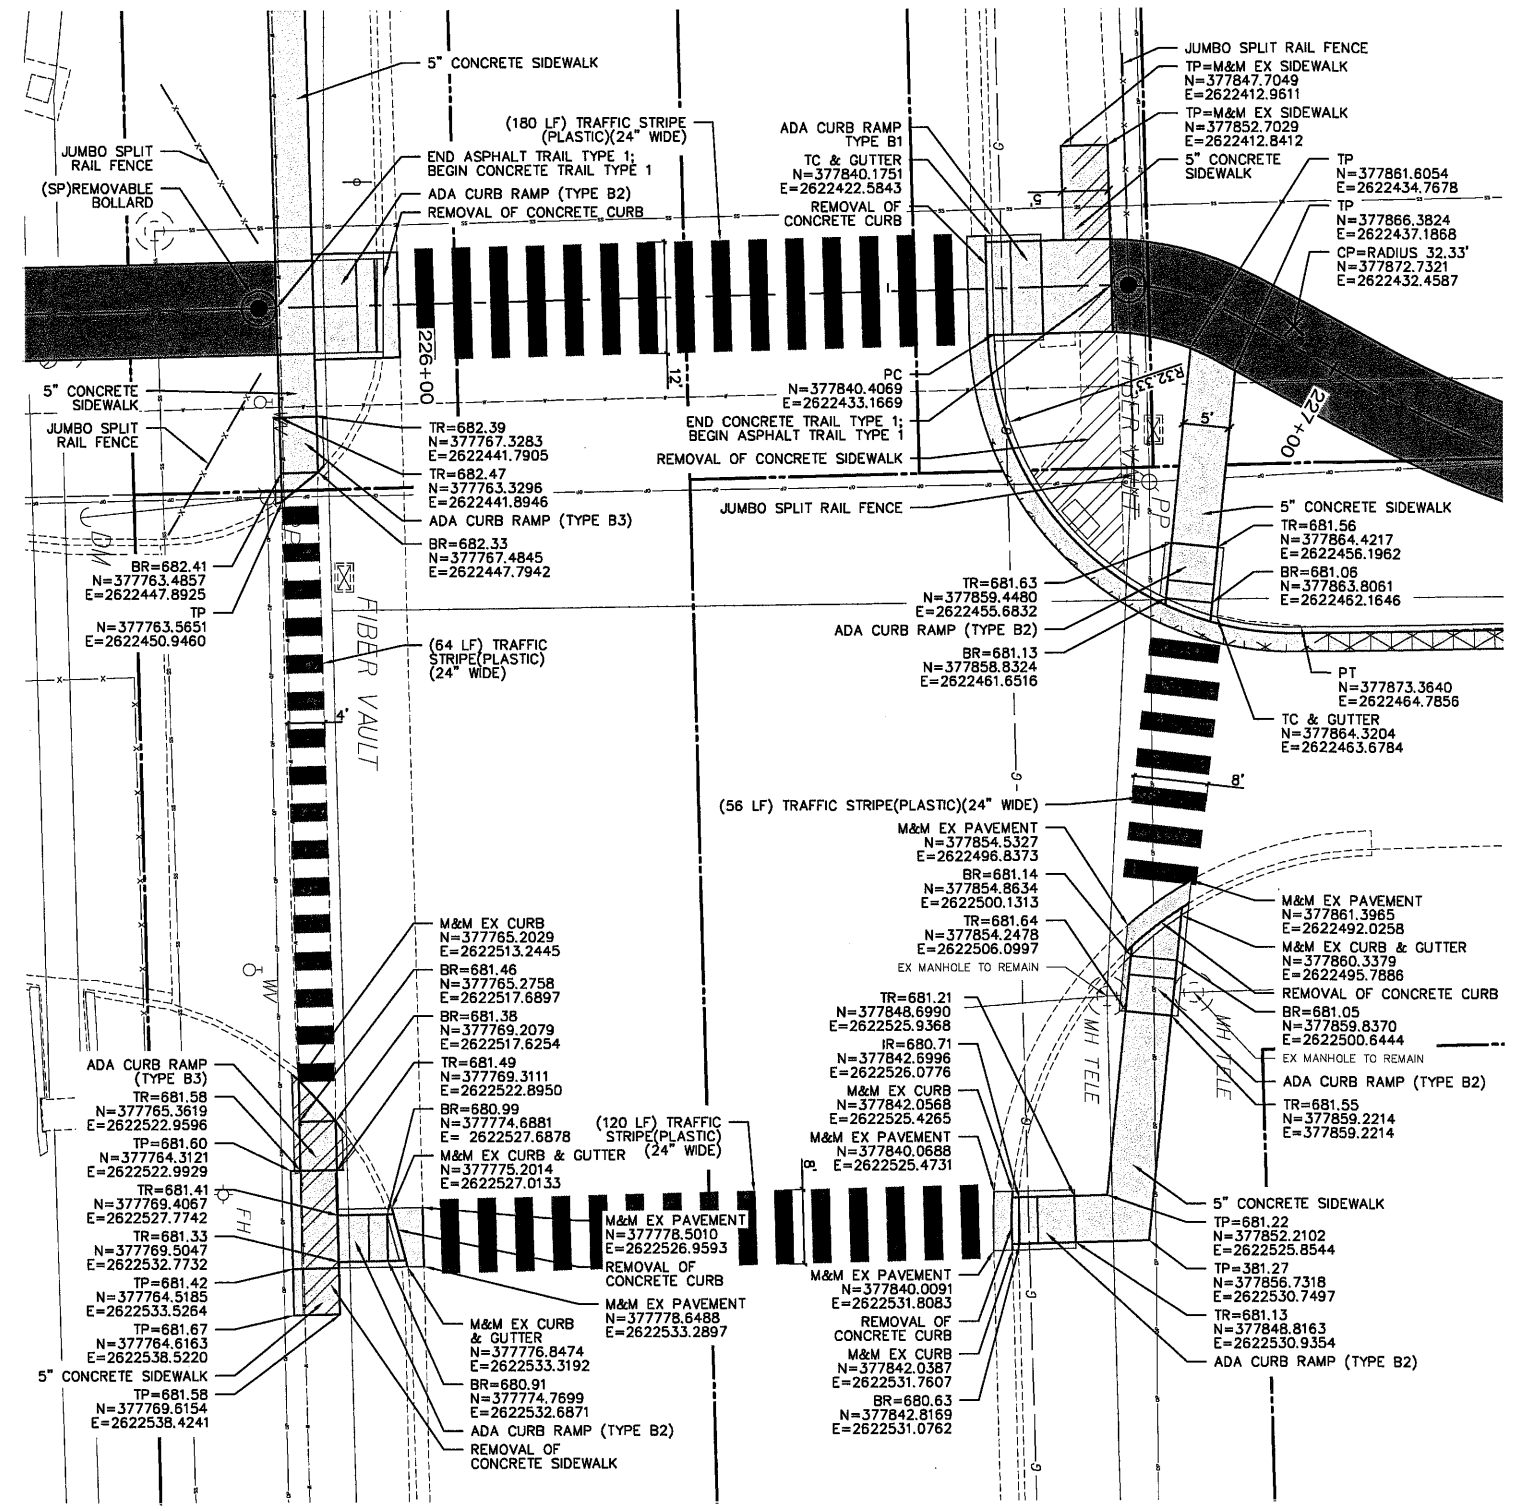 5" CONCRETE SIDEWALK
JUMBO SPLIT
RAIL FENCE
(SP)REMOVABLE
BOLLARD
(180 LF) TRAFFIC STRIPE
(PLASTIC)(24" WIDE)
END ASPHALT TRAIL TYPE 1;
BEGIN CONCRETE TRAIL TYPE 1
ADA CURB RAMP (TYPE B2)
REMOVAL OF CONCRETE CURB
ADA CURB RAMP
TYPE B1
TC & GUTTER
N=377840.1751
E=2622422.5843
REMOVAL OF
CONCRETE CURB
JUMBO SPLIT RAIL FENCE
TP=M&M EX SIDEWALK
N=377847.7049
E=2622412.9611
TP=M&M EX SIDEWALK
N=377852.7029
E=2622412.8412
5" CONCRETE
SIDEWALK
TP
N=377861.6054
E=2622434.7678
TP
N=377866.3824
E=2622437.1868
CP=RADIUS 32.33'
N=377872.7321
E=2622432.4587
5'
226+00
12'
R32.33'
227+00
5'
5" CONCRETE
SIDEWALK
JUMBO SPLIT
RAIL FENCE
TR=682.39
N=377767.3283
E=2622441.7905
TR=682.47
N=377763.3296
E=2622441.8946
ADA CURB RAMP (TYPE B3)
BR=682.33
N=377767.4845
E=2622447.7942
PC
N=377840.4069
E=2622433.1669
END CONCRETE TRAIL TYPE 1;
BEGIN ASPHALT TRAIL TYPE 1
REMOVAL OF CONCRETE SIDEWALK
JUMBO SPLIT RAIL FENCE
FIBER VAULT
PP
5" CONCRETE SIDEWALK
TR=681.56
N=377864.4217
E=2622456.1962
BR=681.06
N=377863.8061
E=2622462.1646
BR=682.41
N=377763.4857
E=2622447.8925
TP
N=377763.5651
E=2622450.9460
TR=681.63
N=377859.4480
E=2622455.6832
ADA CURB RAMP (TYPE B2)
BR=681.13
N=377858.8324
E=2622461.6516
(64 LF) TRAFFIC
STRIPE(PLASTIC)
(24" WIDE)
FIBER VAULT
4'
PT
N=377873.3640
E=2622464.7856
TC & GUTTER
N=377864.3204
E=2622463.6784
8'
(56 LF) TRAFFIC STRIPE(PLASTIC)(24" WIDE)
M&M EX PAVEMENT
N=377854.5327
E=2622496.8373
BR=681.14
N=377854.8634
E=2622500.1313
TR=681.64
N=377854.2478
E=2622506.0997
EX MANHOLE TO REMAIN
M&M EX PAVEMENT
N=377861.3965
E=2622492.0258
M&M EX CURB & GUTTER
N=377860.3379
E=2622495.7886
REMOVAL OF CONCRETE CURB
BR=681.05
N=377859.8370
E=2622500.6444
EX MANHOLE TO REMAIN
ADA CURB RAMP (TYPE B2)
TR=681.55
N=377859.2214
E=377859.2214
MH TELE
MH TELE
M&M EX CURB
N=377765.2029
E=2622513.2445
BR=681.46
N=377765.2758
E=2622517.6897
BR=681.38
N=377769.2079
E=2622517.6254
TR=681.49
N=377769.3111
E=2622522.8950
BR=680.99
N=377774.6881
E= 2622527.6878
M&M EX CURB & GUTTER
N=377775.2014
E=2622527.0133
WV
ADA CURB RAMP
(TYPE B3)
TR=681.58
N=377765.3619
E=2622522.9596
TP=681.60
N=377764.3121
E=2622522.9929
TR=681.41
N=377769.4067
E=2622527.7742
TR=681.33
N=377769.5047
E=2622532.7732
TP=681.42
N=377764.5185
E=2622533.5264
TP=681.67
N=377764.6163
E=2622538.5220
5" CONCRETE SIDEWALK
TP=681.58
N=377769.6154
E=2622538.4241
FH
(120 LF) TRAFFIC
STRIPE(PLASTIC)
(24" WIDE)
8'
TR=681.21
N=377848.6990
E=2622525.9368
IR=680.71
N=377842.6996
E=2622526.0776
M&M EX CURB
N=377842.0568
E=2622525.4265
M&M EX PAVEMENT
N=377840.0688
E=2622525.4731
M&M EX PAVEMENT
N=377778.5010
E=2622526.9593
REMOVAL OF
CONCRETE CURB
M&M EX PAVEMENT
N=377778.6488
E=2622533.2897
M&M EX CURB
& GUTTER
N=377776.8474
E=2622533.3192
BR=680.91
N=377774.7699
E=2622532.6871
ADA CURB RAMP (TYPE B2)
REMOVAL OF
CONCRETE SIDEWALK
M&M EX PAVEMENT
N=377840.0091
E=2622531.8083
REMOVAL OF
CONCRETE CURB
M&M EX CURB
N=377842.0387
E=2622531.7607
BR=680.63
N=377842.8169
E=2622531.0762
5" CONCRETE SIDEWALK
TP=681.22
N=377852.2102
E=2622525.8544
TP=381.27
N=377856.7318
E=2622530.7497
TR=681.13
N=377848.8163
E=2622530.9354
ADA CURB RAMP (TYPE B2)